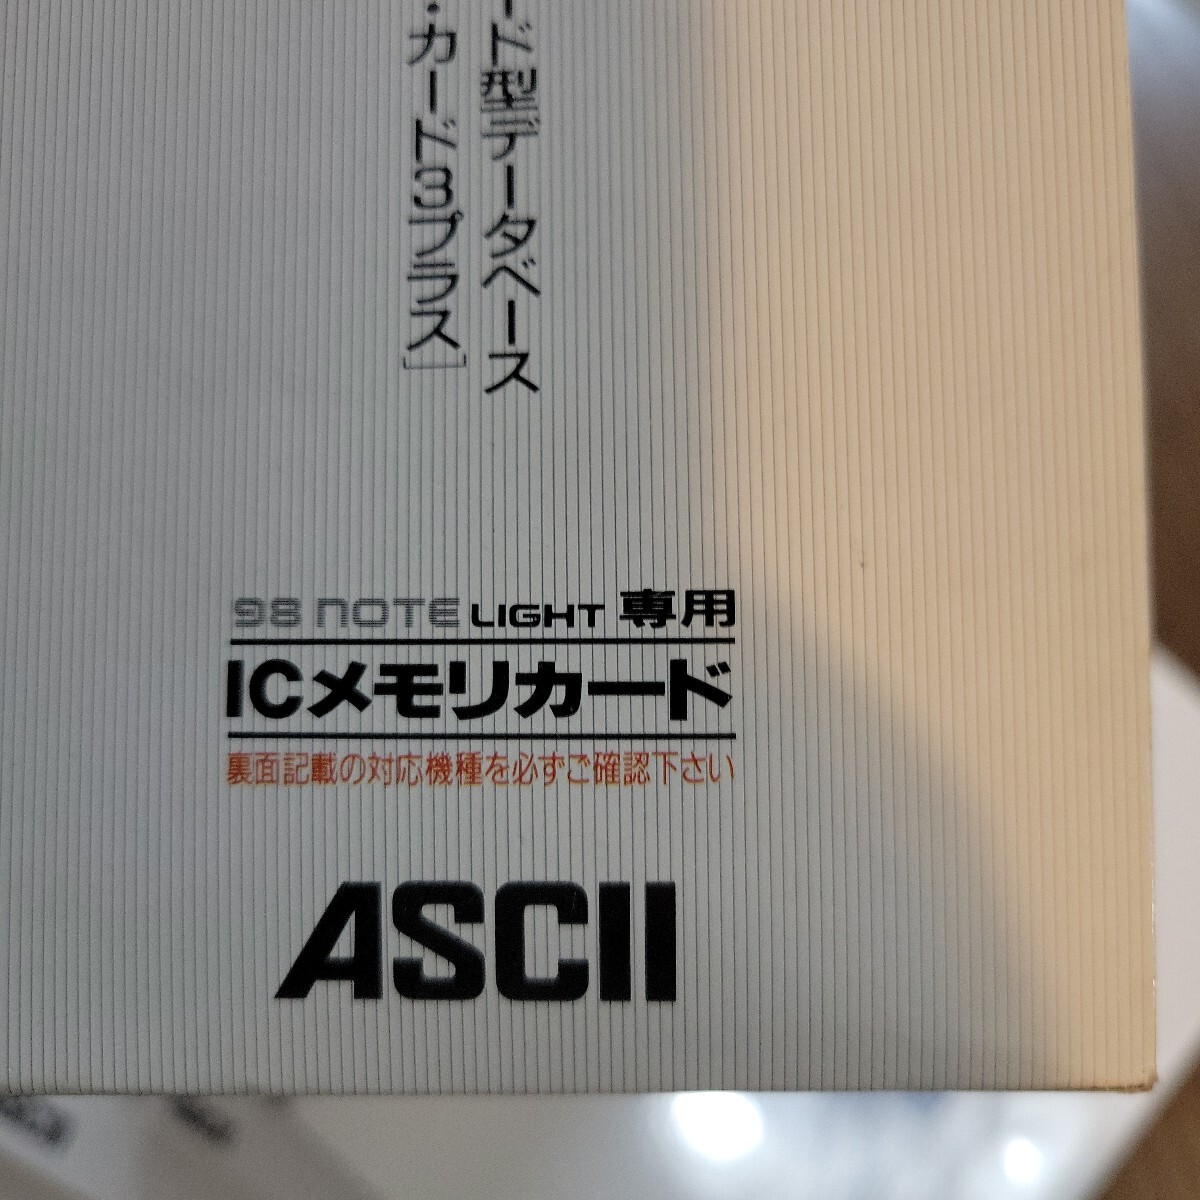 ード型データベース
・カード3プラス]
98 NOTE LIGHT 専用
ICメモリカード
裏面記載の対応機種を必ずご確認下さい
ASCII